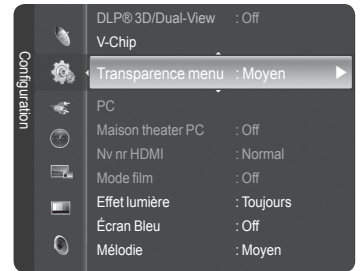 Configuration
DLP® 3D/Dual-View : Off
V-Chip
Transparence menu : Moyen
PC
Maison theater PC : Off
Nv nr HDMI : Normal
Mode film : Off
Effet lumière : Toujours
Écran Bleu : Off
Mélodie : Moyen